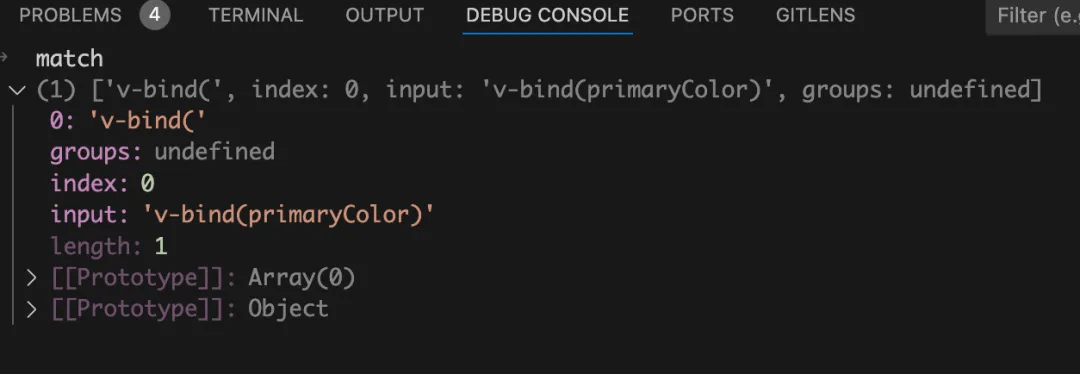 PROBLEMS 4 TERMINAL OUTPUT DEBUG CONSOLE PORTS GITLENS Filter (e.g
match
(1) ['v-bind(', index: 0, input: 'v-bind(primaryColor)', groups: undefined]
0: 'v-bind('
groups: undefined
index: 0
input: 'v-bind(primaryColor)'
length: 1
[[Prototype]]: Array(0)
[[Prototype]]: Object